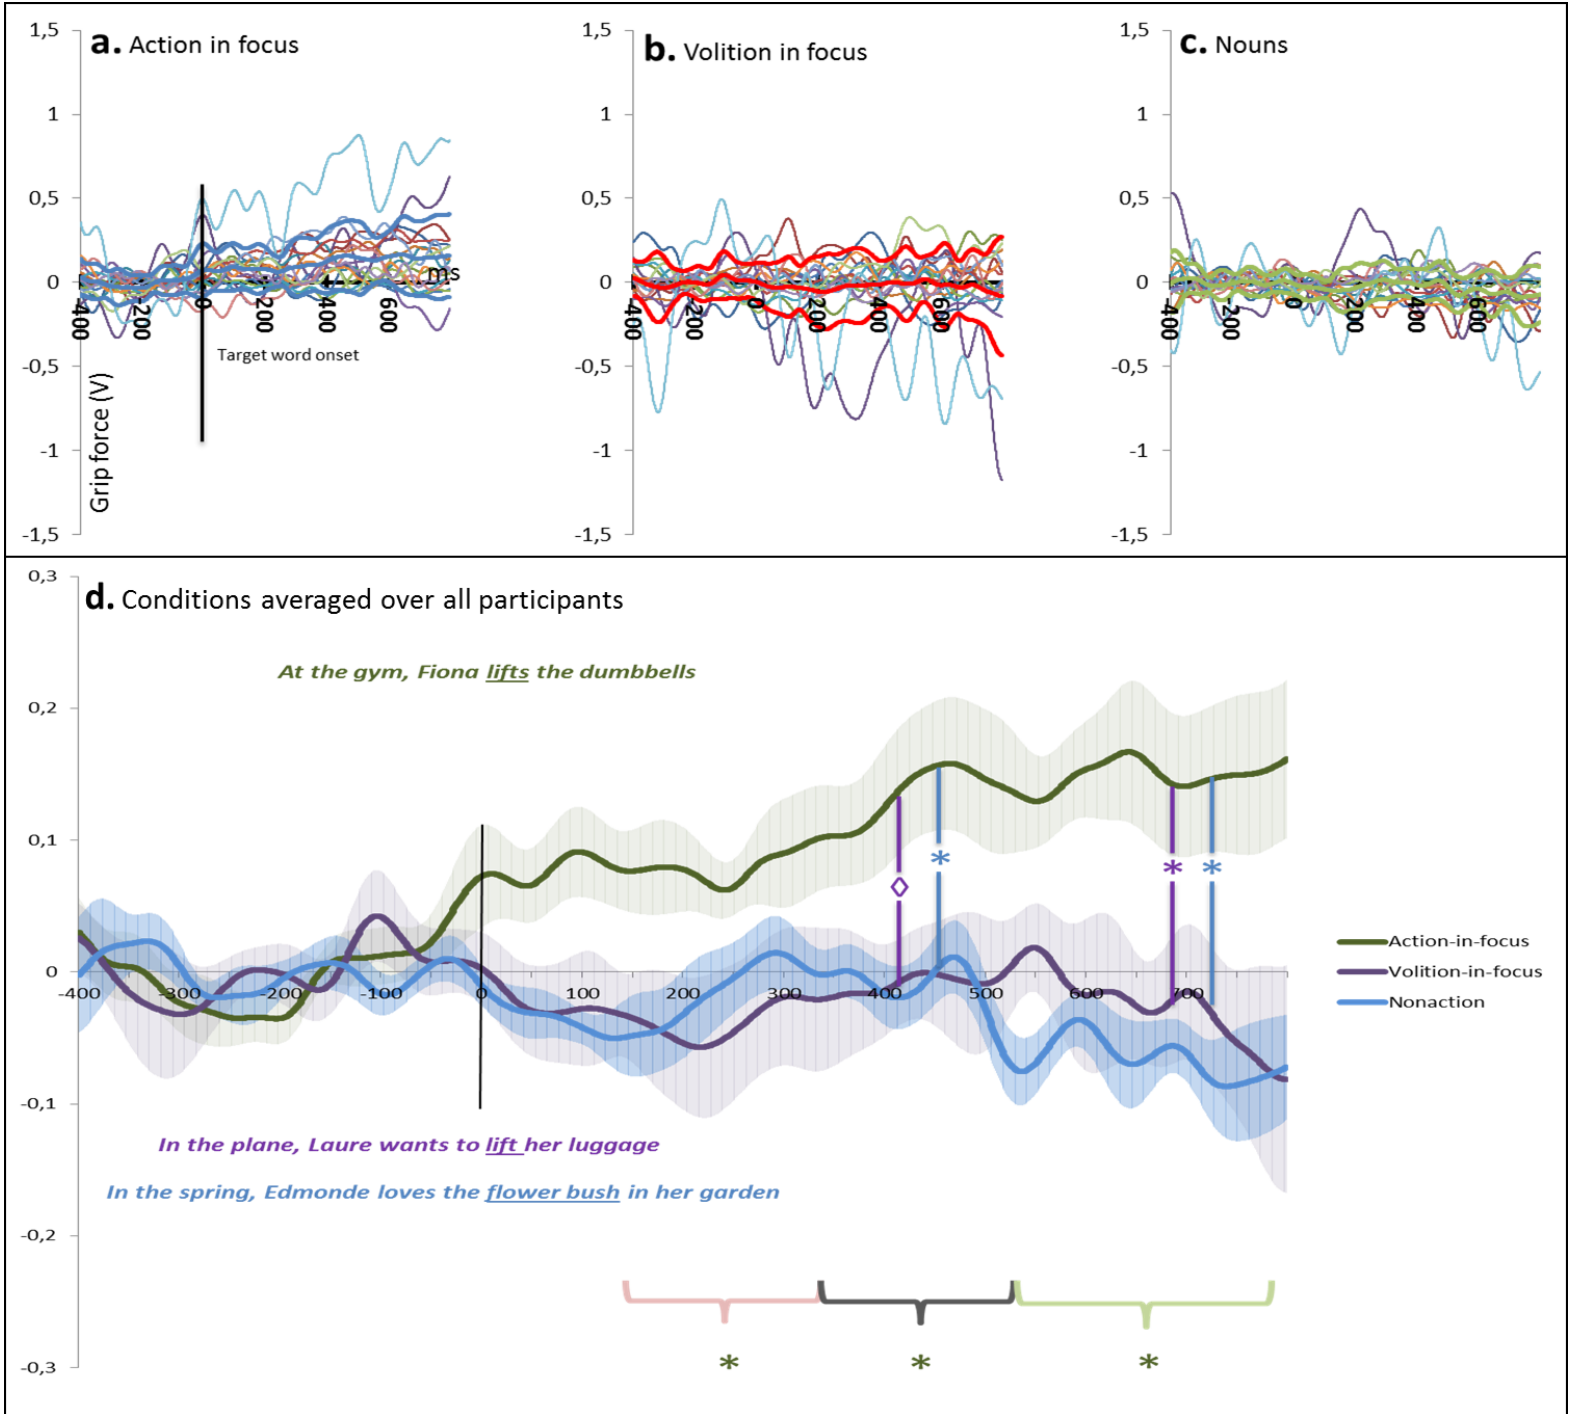 a. Action in focus
1,5
1
0,5
0
-0,5
-1
-1,5
-400
-200
0
200
400
600
ms
Target word onset
Grip force (V)
b. Volition in focus
1,5
1
0,5
0
-0,5
-1
-1,5
-400
-200
0
200
400
600
c. Nouns
1,5
1
0,5
0
-0,5
-1
-1,5
-400
-200
0
200
400
600
d. Conditions averaged over all participants
0,3
0,2
0,1
0
-0,1
-0,2
-0,3
At the gym, Fiona lifts the dumbbells
-400 -300 -200 -100 0 100 200 300 400 500 600 700
◊ * * *
Action-in-focus
Volition-in-focus
Nonaction
In the plane, Laure wants to lift her luggage
In the spring, Edmonde loves the flower bush in her garden
* * *